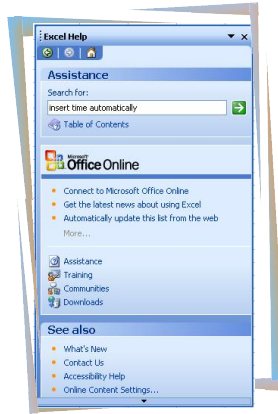 Excel Help
Assistance
Search for:
insert time automatically
Table of Contents
Microsoft
Office Online
Connect to Microsoft Office Online
Get the latest news about using Excel
Automatically update this list from the web
More...
Assistance
Training
Communities
Downloads
See also
What's New
Contact Us
Accessibility Help
Online Content Settings...